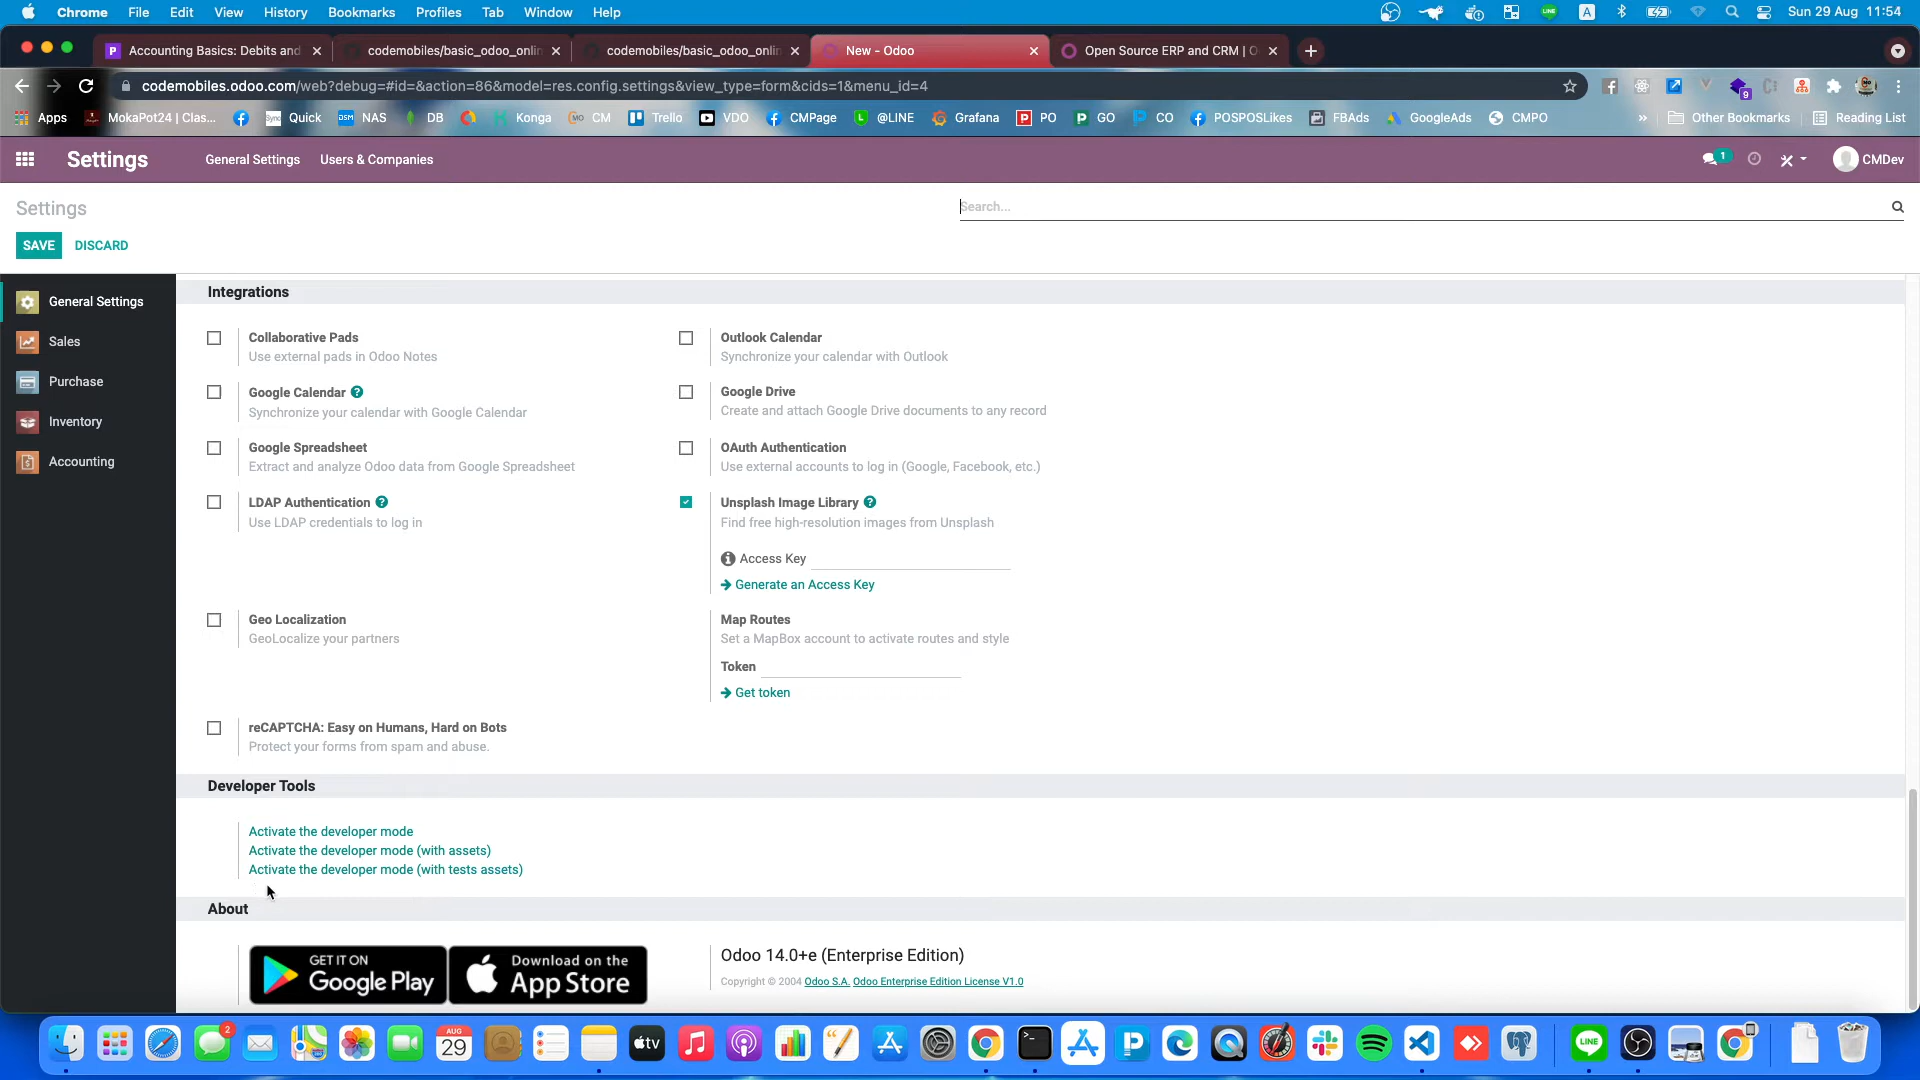 Chrome File Edit View History Bookmarks Profiles Tab Window Help A Sun 29 Aug 11:54
Accounting Basics: Debits and codemobiles/basic_odoo_onlin codemobiles/basic_odoo_onlin New - Odoo Open Source ERP and CRM | O
codemobiles.odoo.com/web?debug=#id=&action=86&model=res.config.settings&view_type=form&cids=1&menu_id=4 9
Apps MokaPot24 | Clas... Quick NAS DB Konga CM Trello VDO CMPage @LINE Grafana PO GO CO POSPOSLikes FBAds GoogleAds CMPO » Other Bookmarks Reading List
Settings General Settings Users & Companies 1 CMDev
Settings Search...
SAVE DISCARD
General Settings
Sales
Purchase
Inventory
Accounting
Integrations
Collaborative Pads
Use external pads in Odoo Notes
Outlook Calendar
Synchronize your calendar with Outlook
Google Calendar
Synchronize your calendar with Google Calendar
Google Drive
Create and attach Google Drive documents to any record
Google Spreadsheet
Extract and analyze Odoo data from Google Spreadsheet
OAuth Authentication
Use external accounts to log in (Google, Facebook, etc.)
LDAP Authentication
Use LDAP credentials to log in
Unsplash Image Library
Find free high-resolution images from Unsplash
Access Key
Generate an Access Key
Geo Localization
GeoLocalize your partners
Map Routes
Set a MapBox account to activate routes and style
Token
Get token
reCAPTCHA: Easy on Humans, Hard on Bots
Protect your forms from spam and abuse.
Developer Tools
Activate the developer mode
Activate the developer mode (with assets)
Activate the developer mode (with tests assets)
About
GET IT ON
Google Play
Download on the
App Store
Odoo 14.0+e (Enterprise Edition)
Copyright © 2004 Odoo S.A. Odoo Enterprise Edition License V1.0
2
AUG
29
tv
LINE